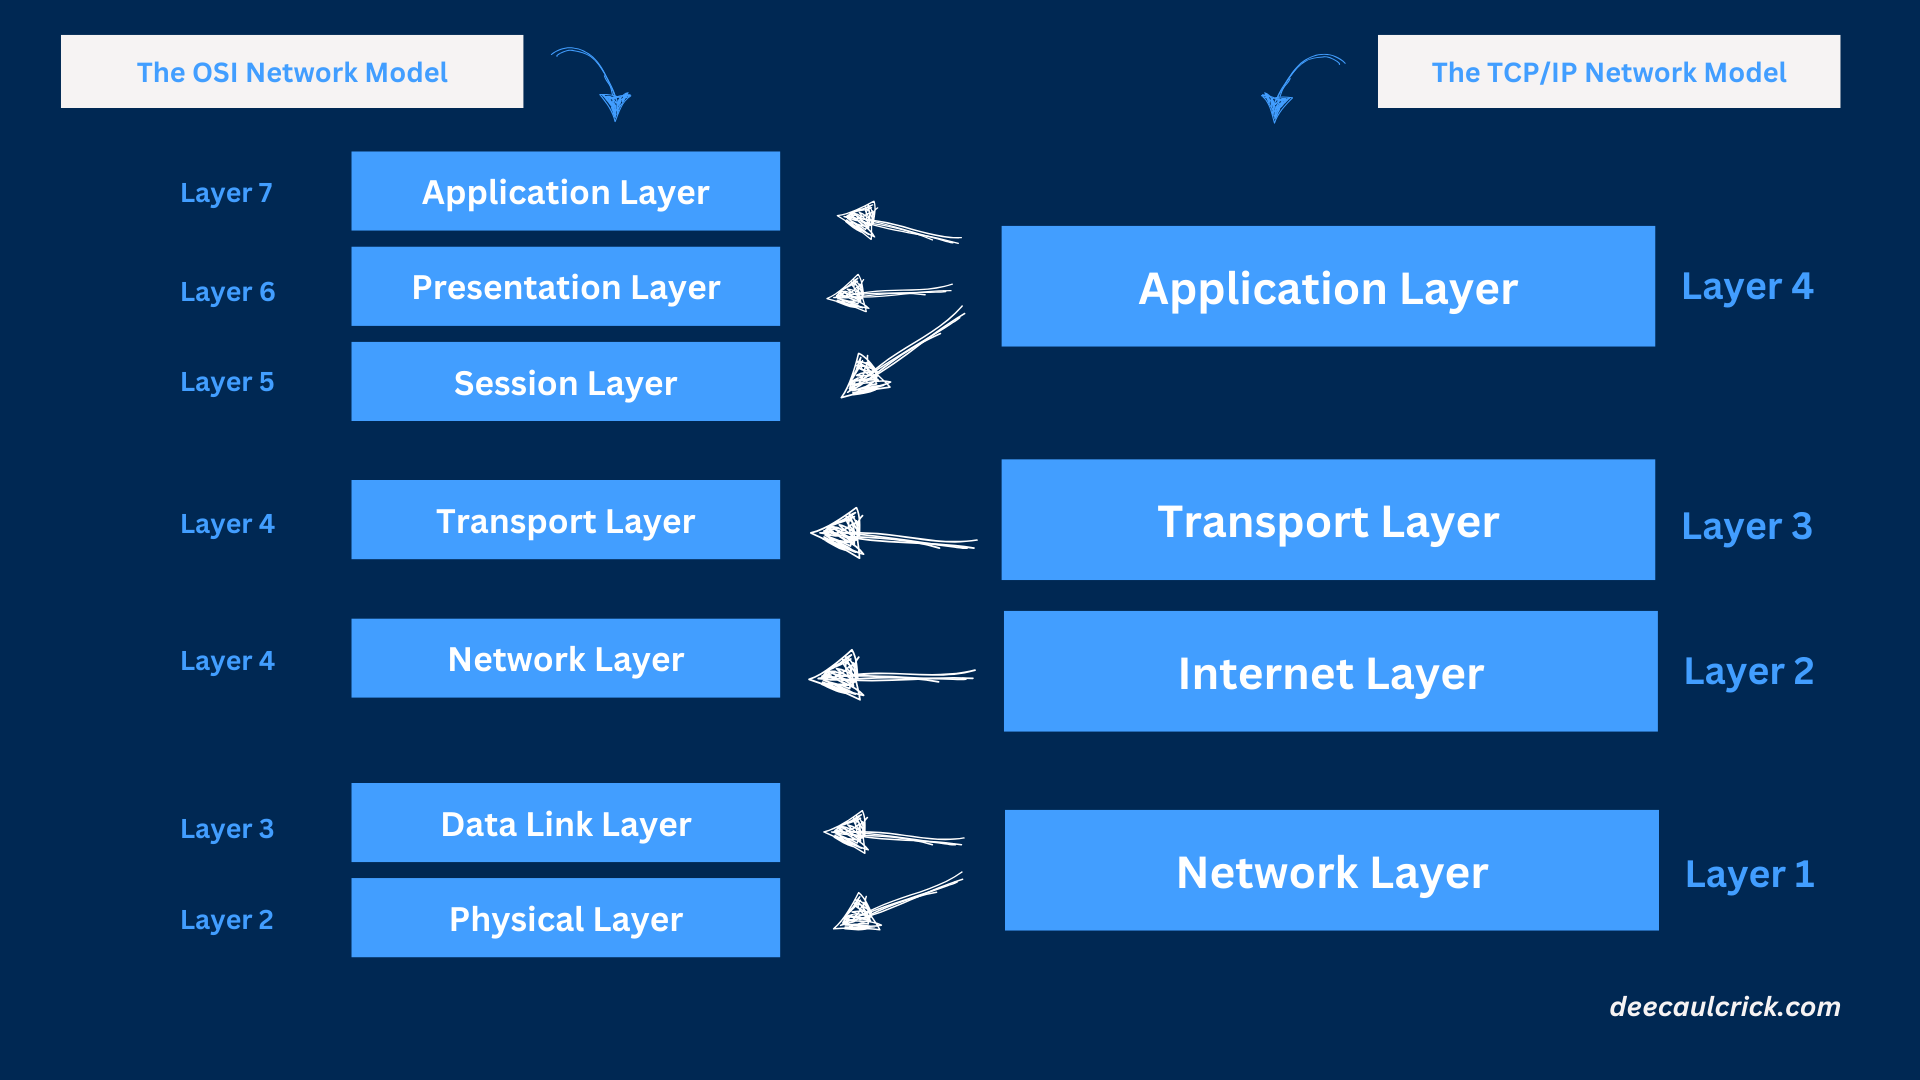 The OSI Network Model
The TCP/IP Network Model
Layer 7
Application Layer
Layer 6
Presentation Layer
Layer 5
Session Layer
Application Layer
Layer 4
Layer 4
Transport Layer
Transport Layer
Layer 3
Layer 4
Network Layer
Internet Layer
Layer 2
Layer 3
Data Link Layer
Layer 2
Physical Layer
Network Layer
Layer 1
deecaulcrick.com